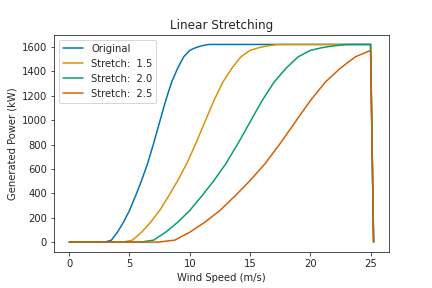 Linear Stretching
Original
Stretch:  1.5
Stretch:  2.0
Stretch:  2.5
Generated Power (kW)
1600
1400
1200
1000
800
600
400
200
0
0 5 10 15 20 25
Wind Speed (m/s)